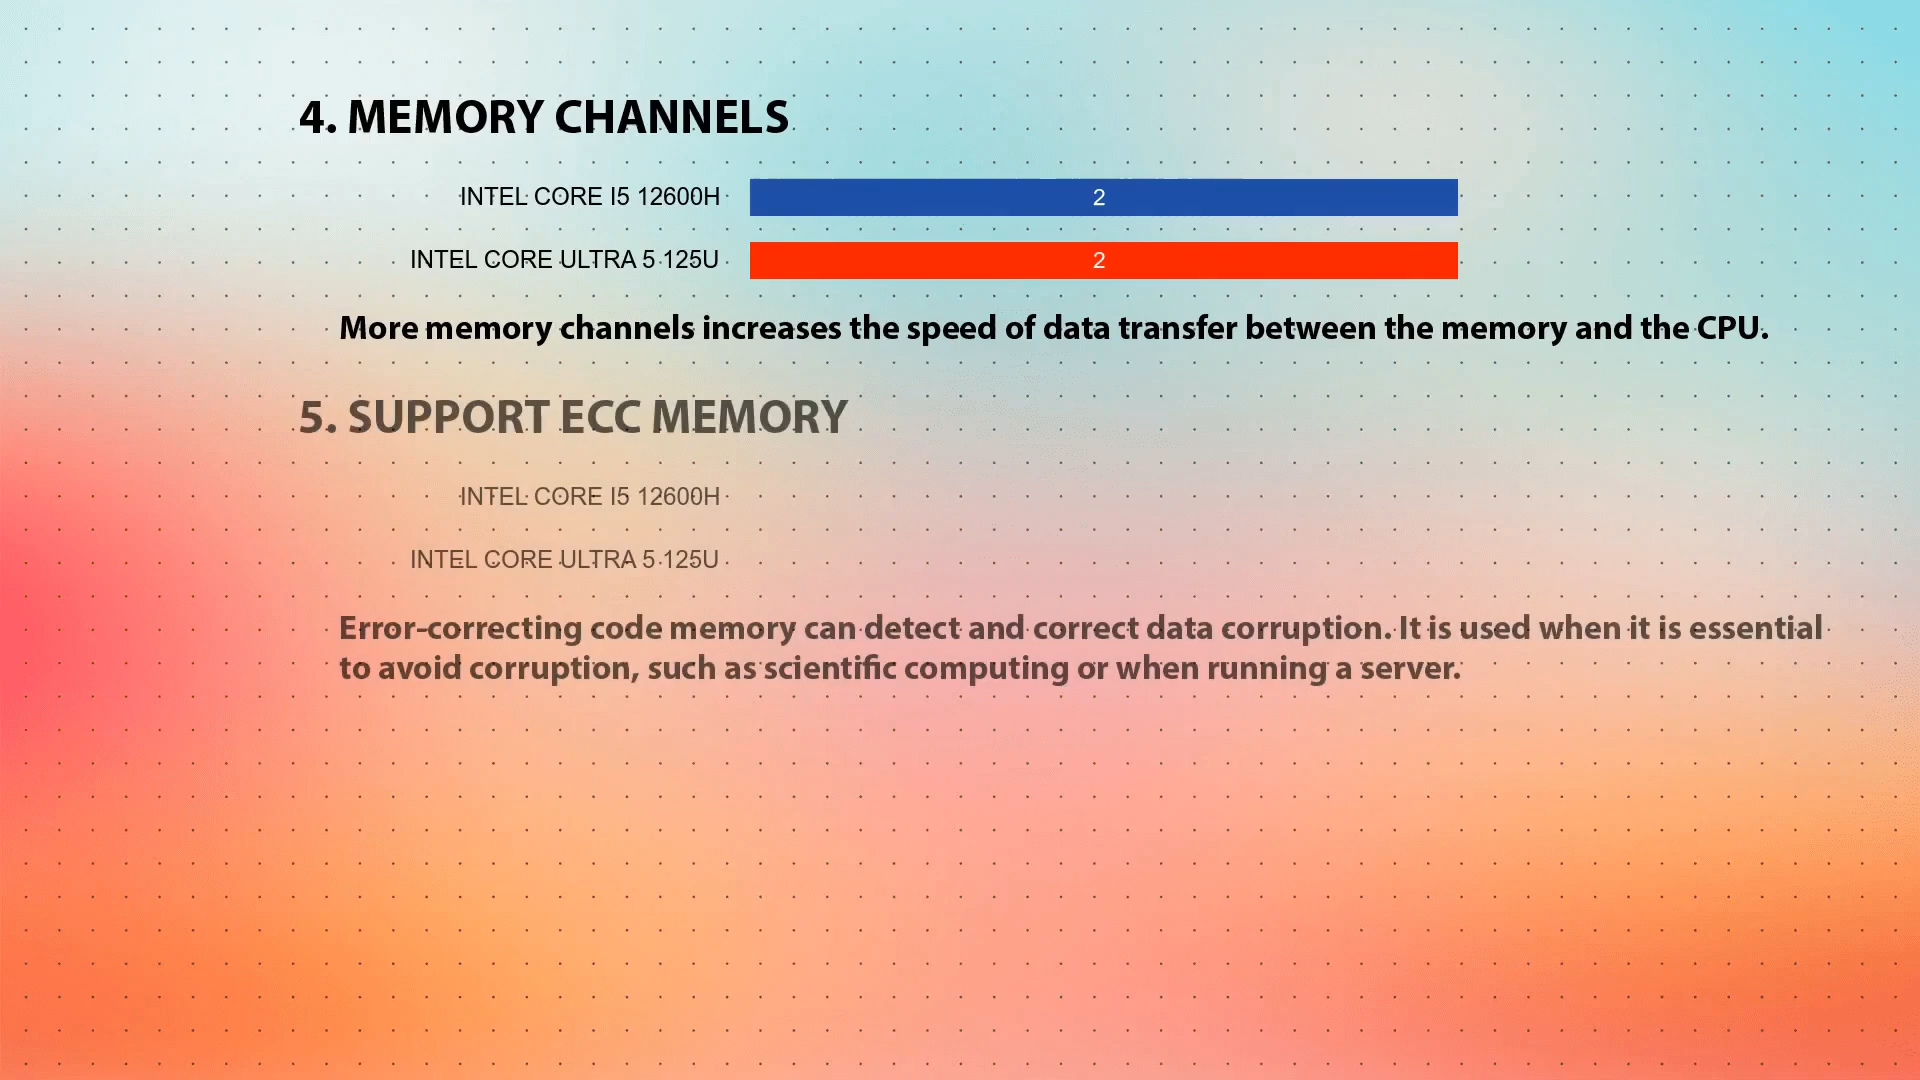 4. MEMORY CHANNELS
INTEL CORE I5 12600H
2
INTEL CORE ULTRA 5 125U
2
More memory channels increases the speed of data transfer between the memory and the CPU.
5. SUPPORT ECC MEMORY
INTEL CORE I5 12600H
INTEL CORE ULTRA 5 125U
Error-correcting code memory can detect and correct data corruption. It is used when it is essential
to avoid corruption, such as scientific computing or when running a server.